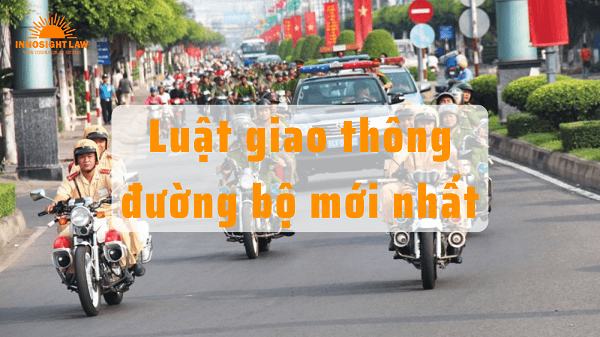 INNOSIGHT LAW
Luật giao thông
đường bộ mới nhất